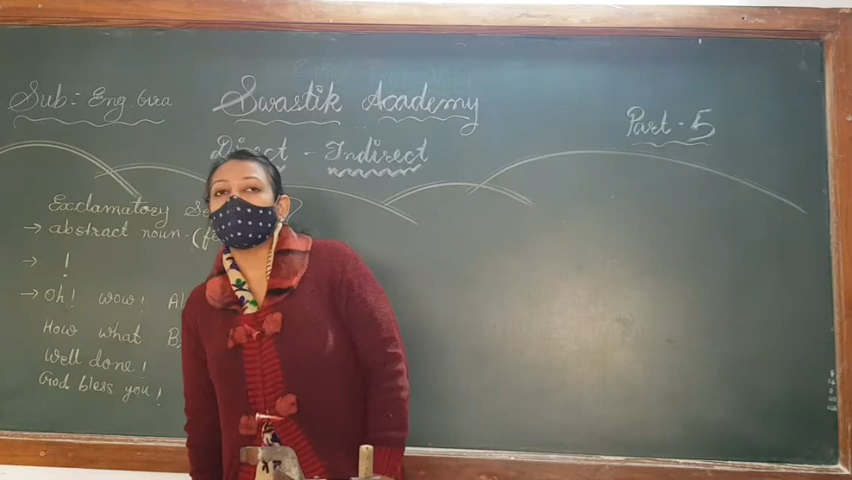 Sub:- Eng. Gra
Swastik Academy
Part-5
Direct - Indirect
Exclamatory
→ abstract noun. (
→ !
→ Oh! wow!
How what
Well done!
God bless you!